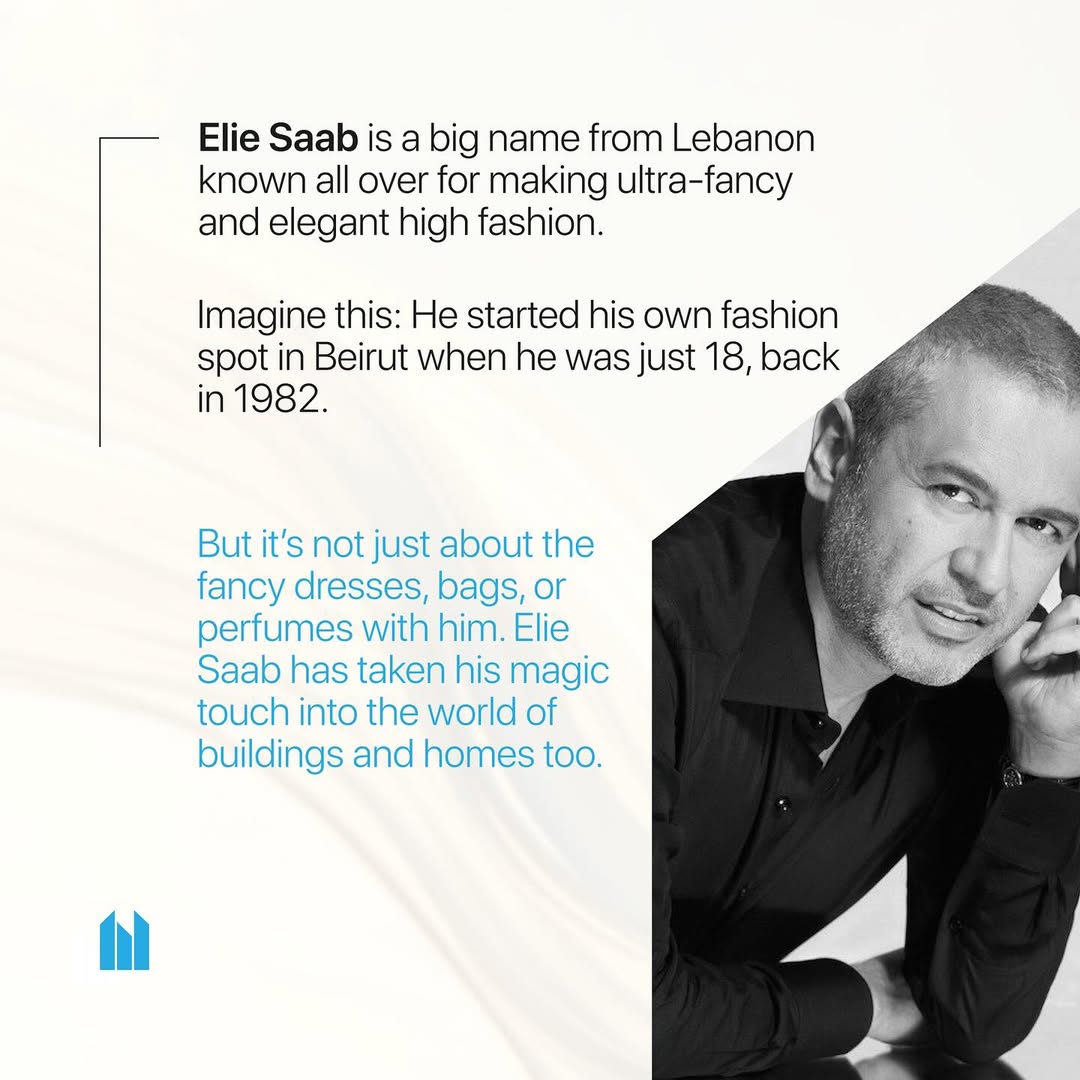 Elie Saab is a big name from Lebanon
known all over for making ultra-fancy
and elegant high fashion.
Imagine this: He started his own fashion
spot in Beirut when he was just 18, back
in 1982.
But it’s not just about the
fancy dresses, bags, or
perfumes with him. Elie
Saab has taken his magic
touch into the world of
buildings and homes too.